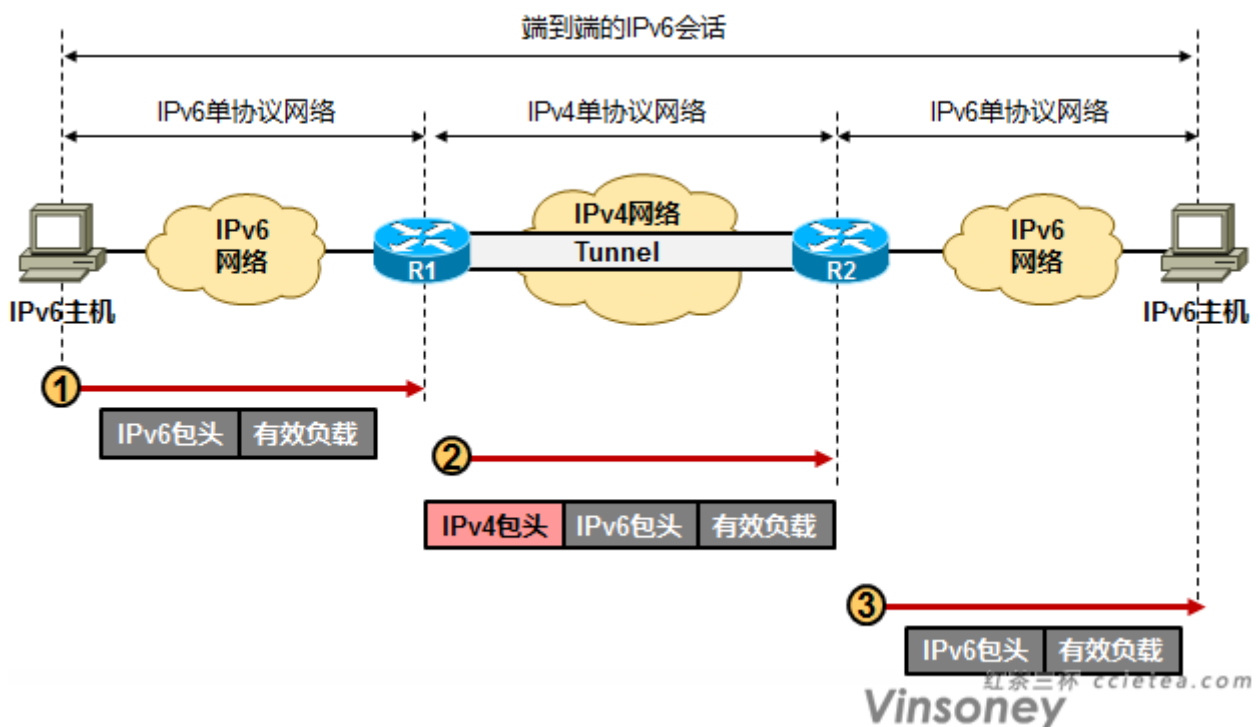 端到端的IPv6会话
IPv6单协议网络
IPv4单协议网络
IPv6单协议网络
IPv6
网络
IPv4网络
Tunnel
IPv6
网络
R1
R2
IPv6主机
IPv6主机
1
IPv6包头 有效负载
2
IPv4包头 IPv6包头 有效负载
3
IPv6包头 有效负载
红茶三杯 ccietea.com
Vinsoney